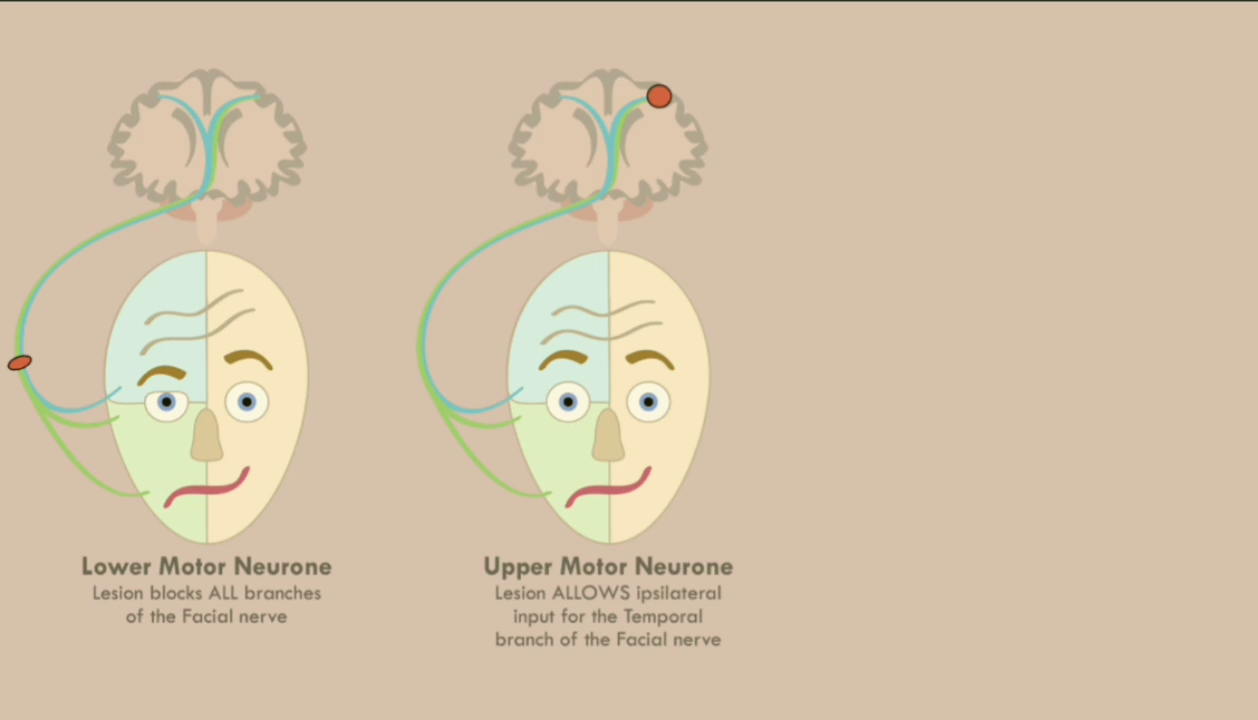 Lower Motor Neurone
Lesion blocks ALL branches
of the Facial nerve
Upper Motor Neurone
Lesion ALLOWS ipsilateral
input for the Temporal
branch of the Facial nerve